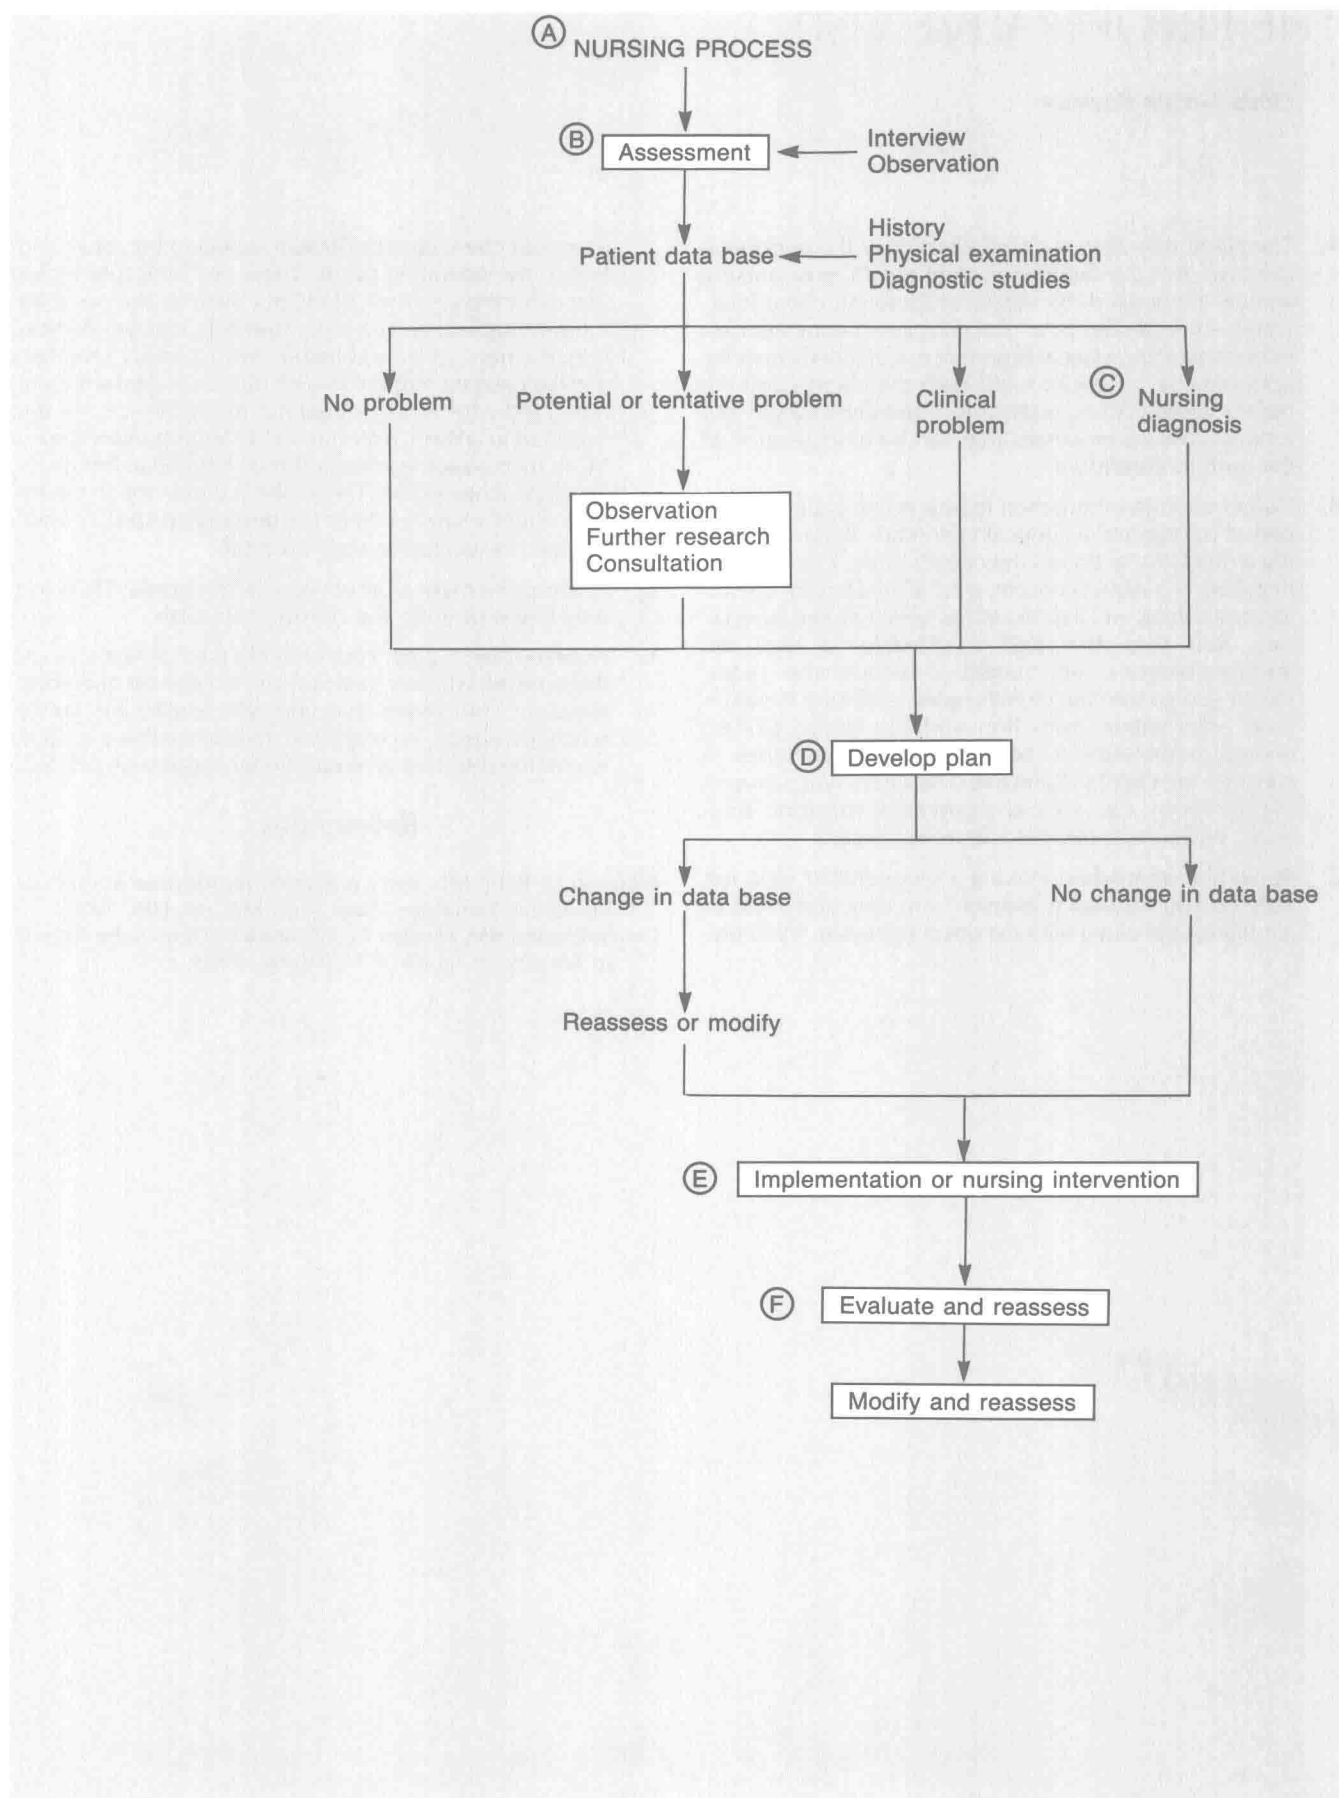 A
NURSING PROCESS
B
Assessment
Interview
Observation
Patient data base
History
Physical examination
Diagnostic studies
No problem
Potential or tentative problem
Clinical
problem
C
Nursing
diagnosis
Observation
Further research
Consultation
D
Develop plan
Change in data base
No change in data base
Reassess or modify
E
Implementation or nursing intervention
F
Evaluate and reassess
Modify and reassess